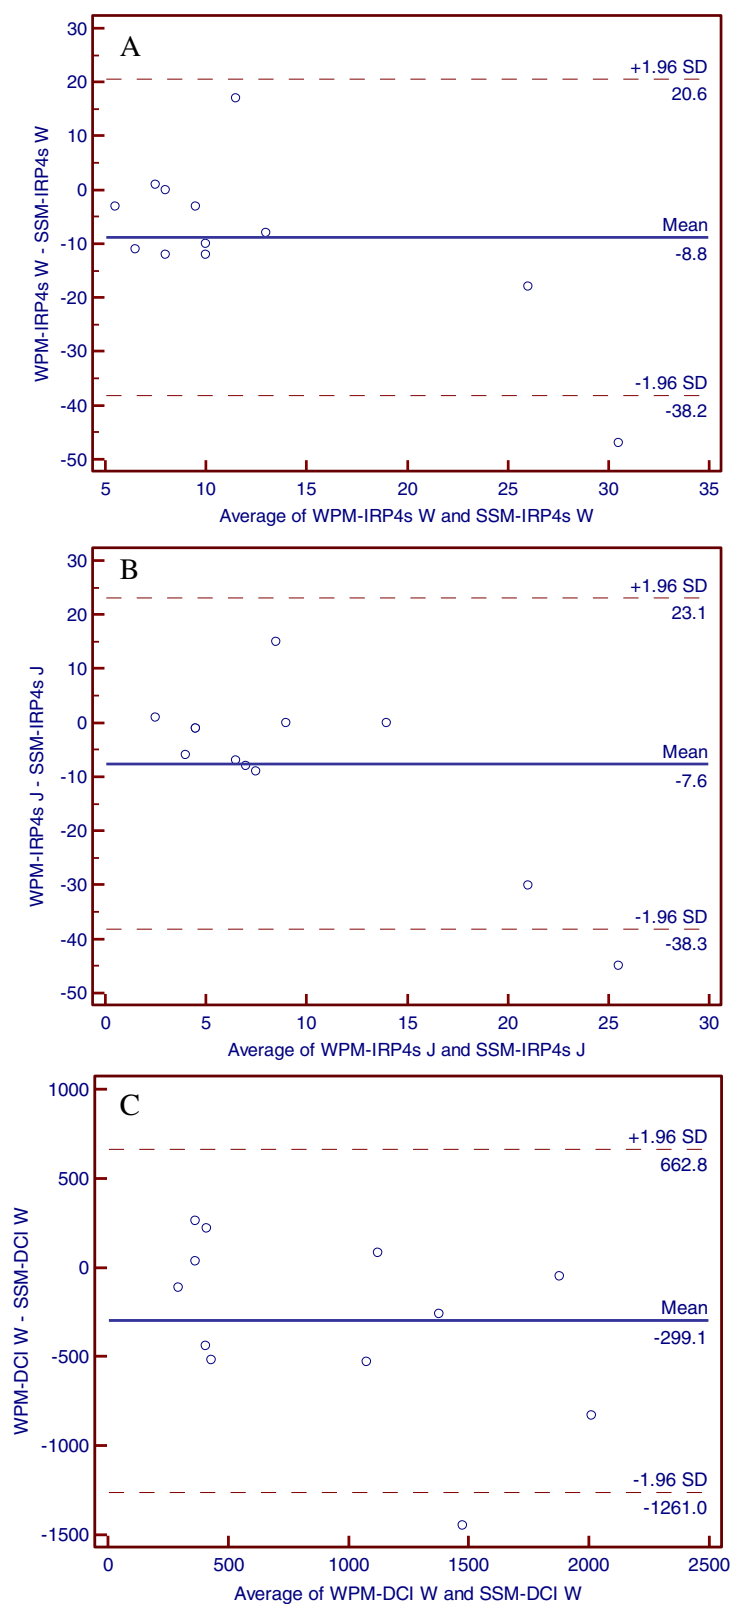 A
30
20
10
0
-10
-20
-30
-40
-50
WPM-IRP4s W - SSM-IRP4s W
+1.96 SD
20.6
Mean
-8.8
-1.96 SD
-38.2
5 10 15 20 25 30 35
Average of WPM-IRP4s W and SSM-IRP4s W
B
30
20
10
0
-10
-20
-30
-40
-50
WPM-IRP4s J - SSM-IRP4s J
+1.96 SD
23.1
Mean
-7.6
-1.96 SD
-38.3
0 5 10 15 20 25 30
Average of WPM-IRP4s J and SSM-IRP4s J
C
1000
500
0
-500
-1000
-1500
WPM-DCI W - SSM-DCI W
+1.96 SD
662.8
Mean
-299.1
-1.96 SD
-1261.0
0 500 1000 1500 2000 2500
Average of WPM-DCI W and SSM-DCI W